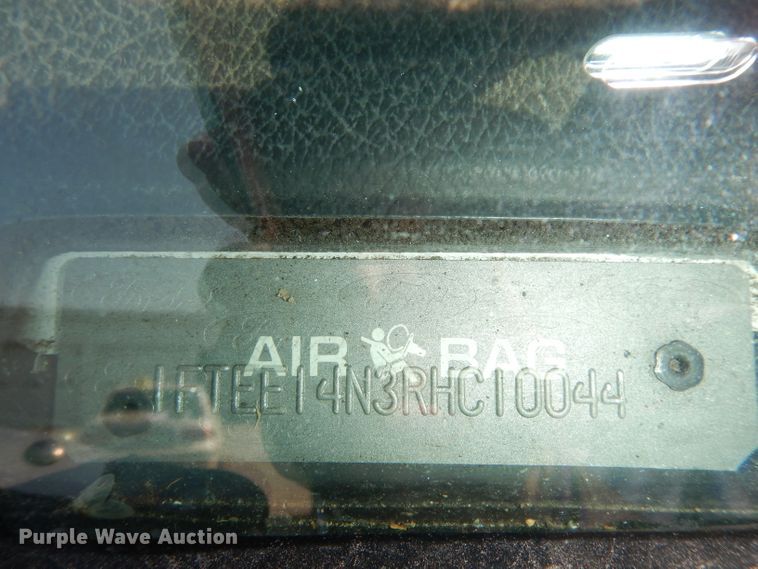 AIR BAG
1FTEE14N3RHC10044
Purple Wave Auction